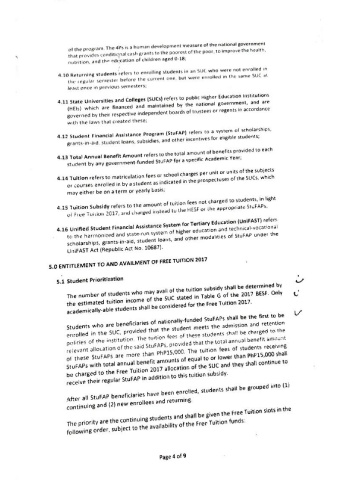 of the program. The 4Ps is a human development measure of the national government
that provides conditional cash grants to the poorest of the poor, to improve the health,
nutrition, and the education of children aged 0-18;
4.10 Returning students refers to enrolling students in an SUC who were not enrolled in
the regular semester before the current one, but were enrolled in the same SUC at
least once in previous semesters;
4.11 State Universities and Colleges (SUCs) refers to public Higher Education Institutions
(HEIs) which are financed and maintained by the national government, and are
governed by their respective independent boards of trustees or regents in accordance
with the laws that created these;
4.12 Student Financial Assistance Program (StuFAP) refers to a system of scholarships,
grants-in-aid, student loans, subsidies, and other incentives for eligible students;
4.13 Total Annual Benefit Amount refers to the total amount of benefits provided to each
student by any government-funded StuFAP for a specific Academic Year;
4.14 Tuition refers to matriculation fees or school charges per unit or units of the subjects
or courses enrolled in by a student as indicated in the prospectuses of the SUCs, which
may either be on a term or yearly basis;
4.15 Tuition Subsidy refers to the amount of tuition fees not charged to students, in light
of Free Tuition 2017, and charged instead to the HESF or the appropriate StuFAPs.
4.16 Unified Student Financial Assistance System for Tertiary Education (UniFAST) refers
to the harmonized and state-run system of higher education and technical-vocational
scholarships, grants-in-aid, student loans, and other modalities of StuFAP under the
UniFAST Act (Republic Act No. 10687).
5.0 ENTITLEMENT TO AND AVAILMENT OF FREE TUITION 2017
5.1 Student Prioritization
The number of students who may avail of the tuition subsidy shall be determined by
the estimated tuition income of the SUC stated in Table G of the 2017 BESF. Only
academically-able students shall be considered for the Free Tuition 2017.
Students who are beneficiaries of nationally-funded StuFAPs shall be the first to be
enrolled in the SUC, provided that the student meets the admission and retention
policies of the institution. The tuition fees of them students shall be charged to the
relevant allocation of the said StuFAPs, provided that the total annual benefit amount
of these StuFAPs are more than PhP15,000. The tuition fees of students receiving
StuFAPs with total annual benefit amounts of equal to or lower than PhP15,000 shall
be charged to the Free Tuition 2017 allocation of the SUC and they shall continue to
receive their regular StuFAP in addition to this tuition subsidy.
After all StuFAP beneficiaries have been enrolled, students shall be grouped into (1)
continuing and (2) new enrollees and returning.
The priority are the continuing students and shall be given the Free Tuition slots in the
following order, subject to the availability of the Free Tuition funds:
Page 4 of 9